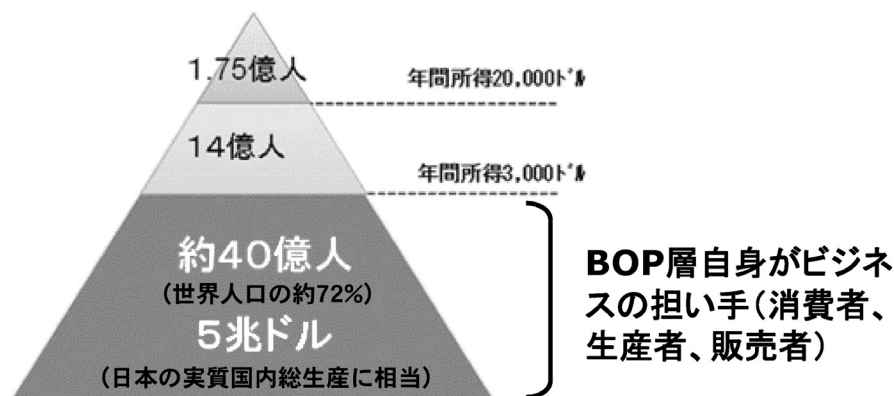 1.75億人
年間所得20,000ドル
14億人
年間所得3,000ドル
約40億人
(世界人口の約72%)
5兆ドル
(日本の実質国内総生産に相当)
BOP層自身がビジネ
スの担い手(消費者、
生産者、販売者)